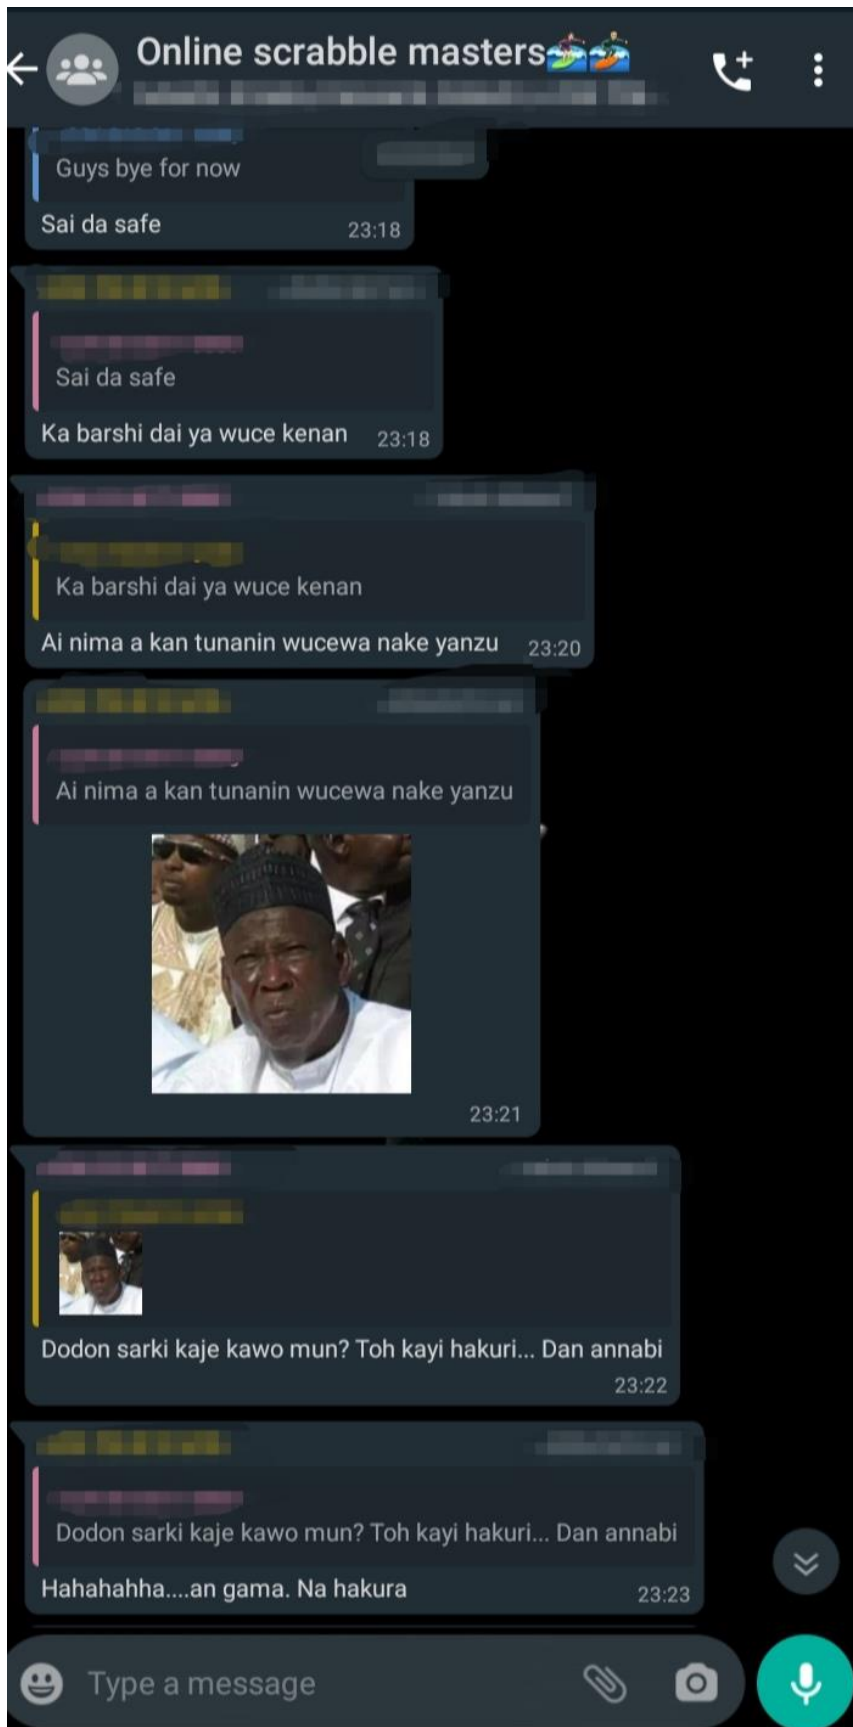 Online scrabble masters🏄🏄
Guys bye for now
Sai da safe
23:18
Sai da safe
Ka barshi dai ya wuce kenan 23:18
Ka barshi dai ya wuce kenan
Ai nima a kan tunanin wucewa nake yanzu 23:20
Ai nima a kan tunanin wucewa nake yanzu
23:21
Dodon sarki kaje kawo mun? Toh kayi hakuri... Dan annabi
23:22
Dodon sarki kaje kawo mun? Toh kayi hakuri... Dan annabi
Hahahahha....an gama. Na hakura 23:23
Type a message